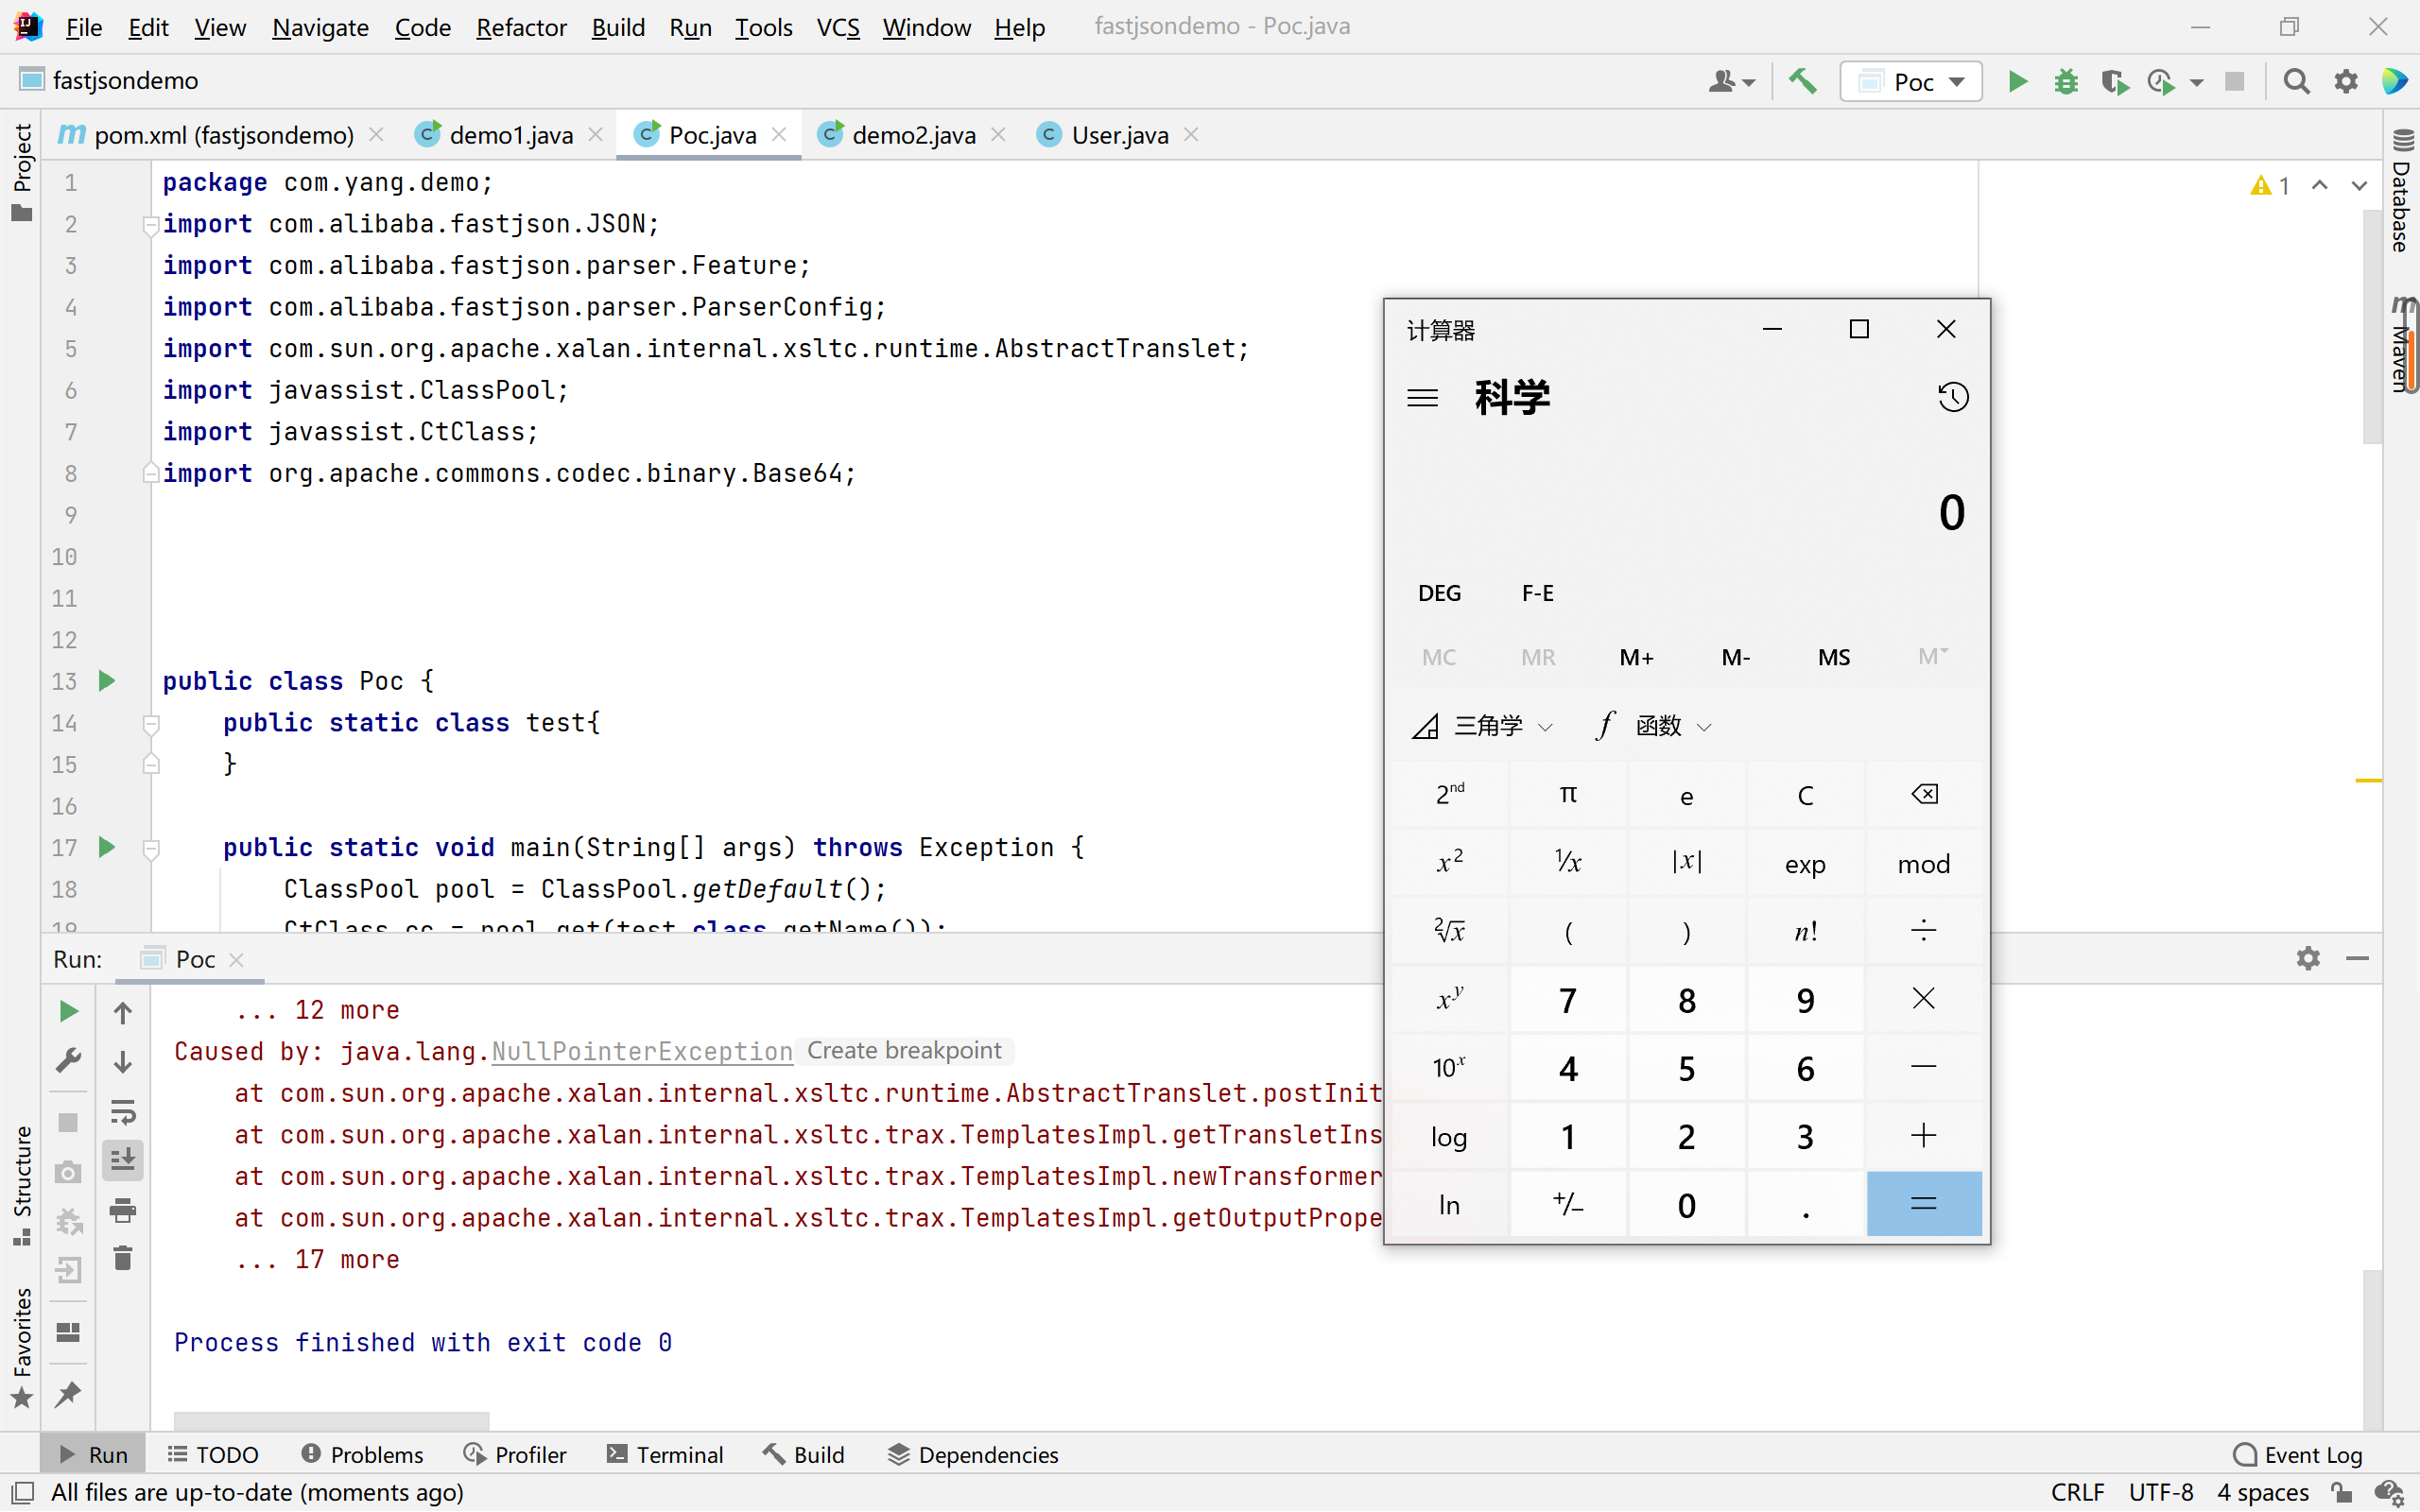 File Edit View Navigate Code Refactor Build Run Tools VCS Window Help fastjsondemo - Poc.java
fastjsondemo
Poc
pom.xml (fastjsondemo) demo1.java Poc.java demo2.java User.java
Project
Structure
Favorites
Database
Maven
1
1 package com.yang.demo;
2 import com.alibaba.fastjson.JSON;
3 import com.alibaba.fastjson.parser.Feature;
4 import com.alibaba.fastjson.parser.ParserConfig;
5 import com.sun.org.apache.xalan.internal.xsltc.runtime.AbstractTranslet;
6 import javassist.ClassPool;
7 import javassist.CtClass;
8 import org.apache.commons.codec.binary.Base64;
9
10
11
12
13 public class Poc {
14 public static class test{
15 }
16
17 public static void main(String[] args) throws Exception {
18 ClassPool pool = ClassPool.getDefault();
19 CtClass cc = pool.get(test.class.getName());
计算器
科学
0
DEG F-E
MC MR M+ M- MS M
三角学 f 函数
2nd π e C
x² ¹/x |x| exp mod
²√x ( ) n! ÷
xʸ 7 8 9 ×
10ˣ 4 5 6 −
log 1 2 3 +
ln +/− 0 . =
Run: Poc
... 12 more
Caused by: java.lang.NullPointerException Create breakpoint
at com.sun.org.apache.xalan.internal.xsltc.runtime.AbstractTranslet.postInit
at com.sun.org.apache.xalan.internal.xsltc.trax.TemplatesImpl.getTransletIns
at com.sun.org.apache.xalan.internal.xsltc.trax.TemplatesImpl.newTransformer
at com.sun.org.apache.xalan.internal.xsltc.trax.TemplatesImpl.getOutputPrope
... 17 more
Process finished with exit code 0
Run TODO Problems Profiler Terminal Build Dependencies Event Log
All files are up-to-date (moments ago) CRLF UTF-8 4 spaces